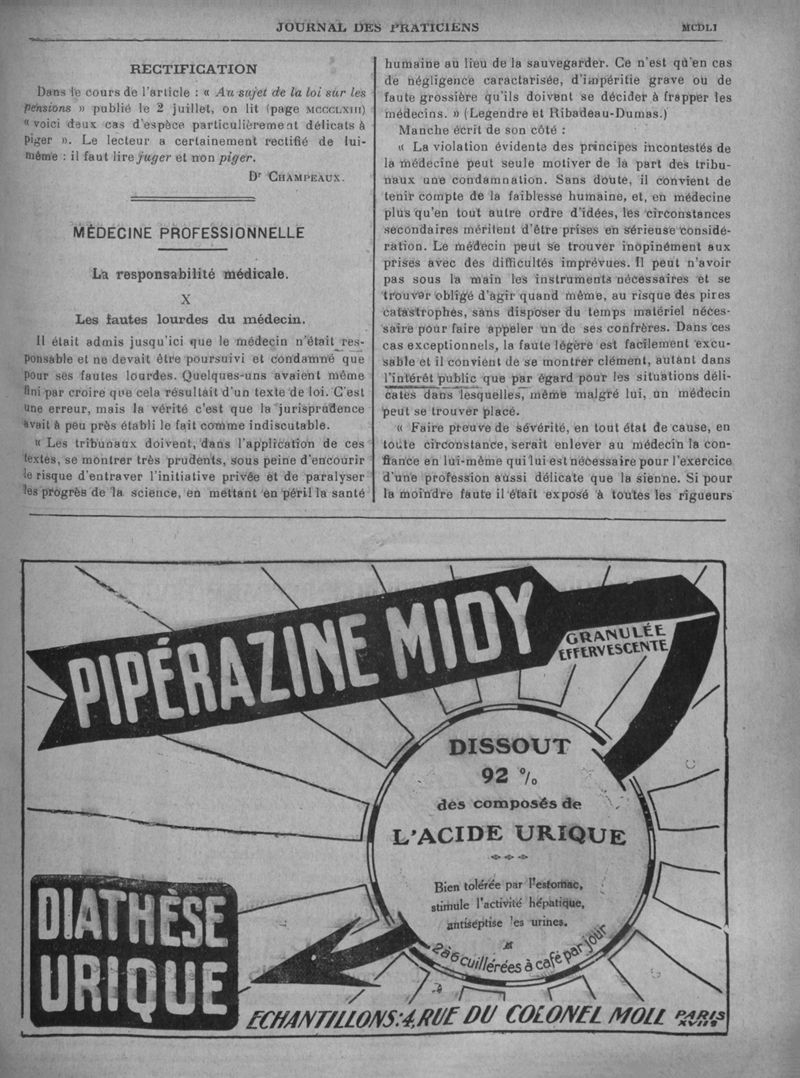 JOURNAL DES PRATICIENS
MCDLI
RECTIFICATION
Dans le cours de l'article : « Au sujet de la loi sur les
pensions » publié le 2 juillet, on lit (page MCCCLXIII)
« voici deux cas d'espèce particulièrement délicats à
piger ». Le lecteur a certainement rectifié de lui-
même : il faut lire juger et non piger.
Dr CHAMPEAUX.
MÉDECINE PROFESSIONNELLE
La responsabilité médicale.
X
Les fautes lourdes du médecin.
Il était admis jusqu'ici que le médecin n'était res-
ponsable et ne devait être poursuivi et condamné que
pour ses fautes lourdes. Quelques-uns avaient même
fini par croire que cela résultait d'un texte de loi. C'est
une erreur, mais la vérité c'est que la jurisprudence
avait à peu près établi le fait comme indiscutable.
« Les tribunaux doivent, dans l'application de ces
textes, se montrer très prudents, sous peine d'encourir
le risque d'entraver l'initiative privée et de paralyser
les progrès de la science, en mettant en péril la santé
humaine au lieu de la sauvegarder. Ce n'est qu'en cas
de négligence caractarisée, d'impéritie grave ou de
faute grossière qu'ils doivent se décider à frapper les
médecins. » (Legendre et Ribadeau-Dumas.)
Manche écrit de son côté :
« La violation évidente des principes incontestés de
la médecine peut seule motiver de la part des tribu-
naux une condamnation. Sans doute, il convient de
tenir compte de la faiblesse humaine, et, en médecine
plus qu'en tout autre ordre d'idées, les circonstances
secondaires méritent d'être prises en sérieuse considé-
ration. Le médecin peut se trouver inopinément aux
prises avec des difficultés imprévues. Il peut n'avoir
pas sous la main les instruments nécessaires et se
trouver obligé d'agir quand même, au risque des pires
catastrophes, sans disposer du temps matériel néces-
saire pour faire appeler un de ses confrères. Dans ces
cas exceptionnels, la faute légère est facilement excu-
sable et il convient de se montrer clément, autant dans
l'intérêt public que par égard pour les situations déli-
cates dans lesquelles, même malgré lui, un médecin
peut se trouver placé.
« Faire preuve de sévérité, en tout état de cause, en
toute circonstance, serait enlever au médecin la con-
fiance en lui-même qui lui est nécessaire pour l'exercice
d'une profession aussi délicate que la sienne. Si pour
la moindre faute il était exposé à toutes les rigueurs
PIPÉRAZINE MIDY
GRANULÉE
EFFERVESCENTE
DISSOUT
92 %
des composés de
L'ACIDE URIQUE
Bien tolérée par l'estomac,
stimule l'activité hépatique,
antiseptise les urines.
2 à 6 cuillérées à café par jour
DIATHÈSE
URIQUE
ECHANTILLONS: 4, RUE DU COLONEL MOLL PARIS
XVIIe